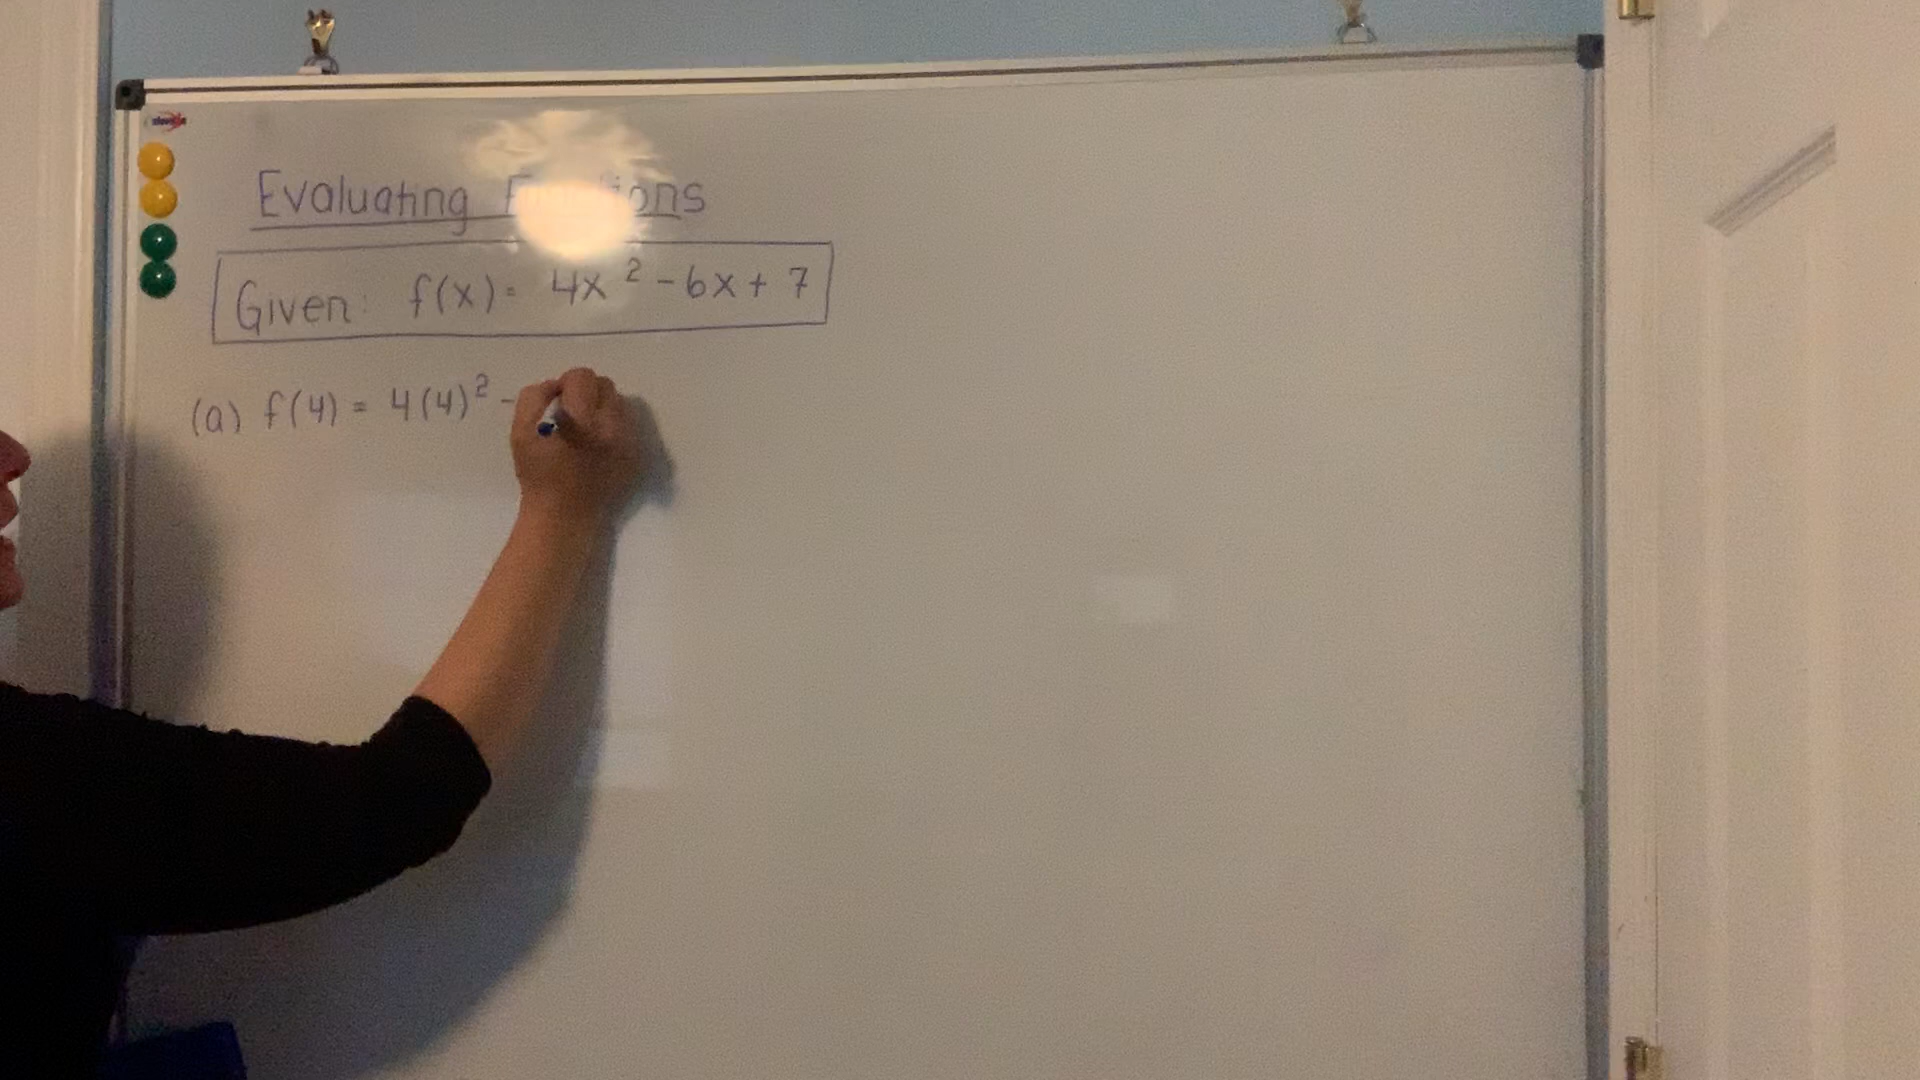 Evaluating Functions
Given: f(x) = 4x² - 6x + 7
(a) f(4) = 4(4)² -